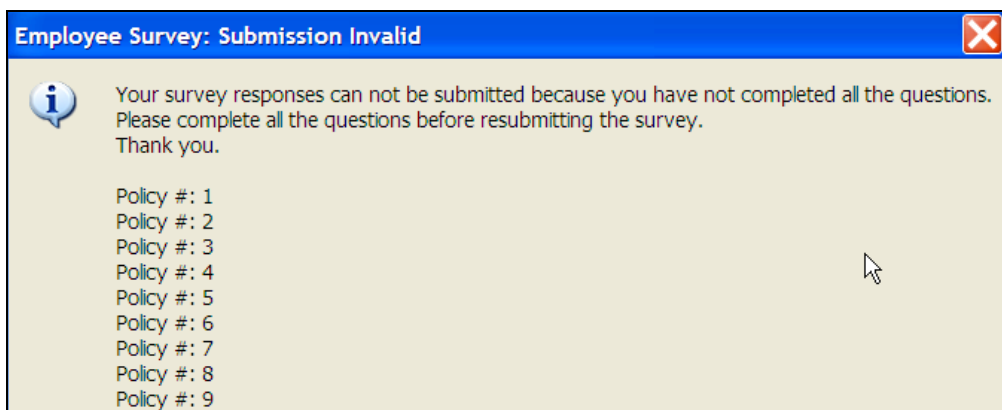 Employee Survey: Submission Invalid
Your survey responses can not be submitted because you have not completed all the questions.
Please complete all the questions before resubmitting the survey.
Thank you.
Policy #: 1
Policy #: 2
Policy #: 3
Policy #: 4
Policy #: 5
Policy #: 6
Policy #: 7
Policy #: 8
Policy #: 9